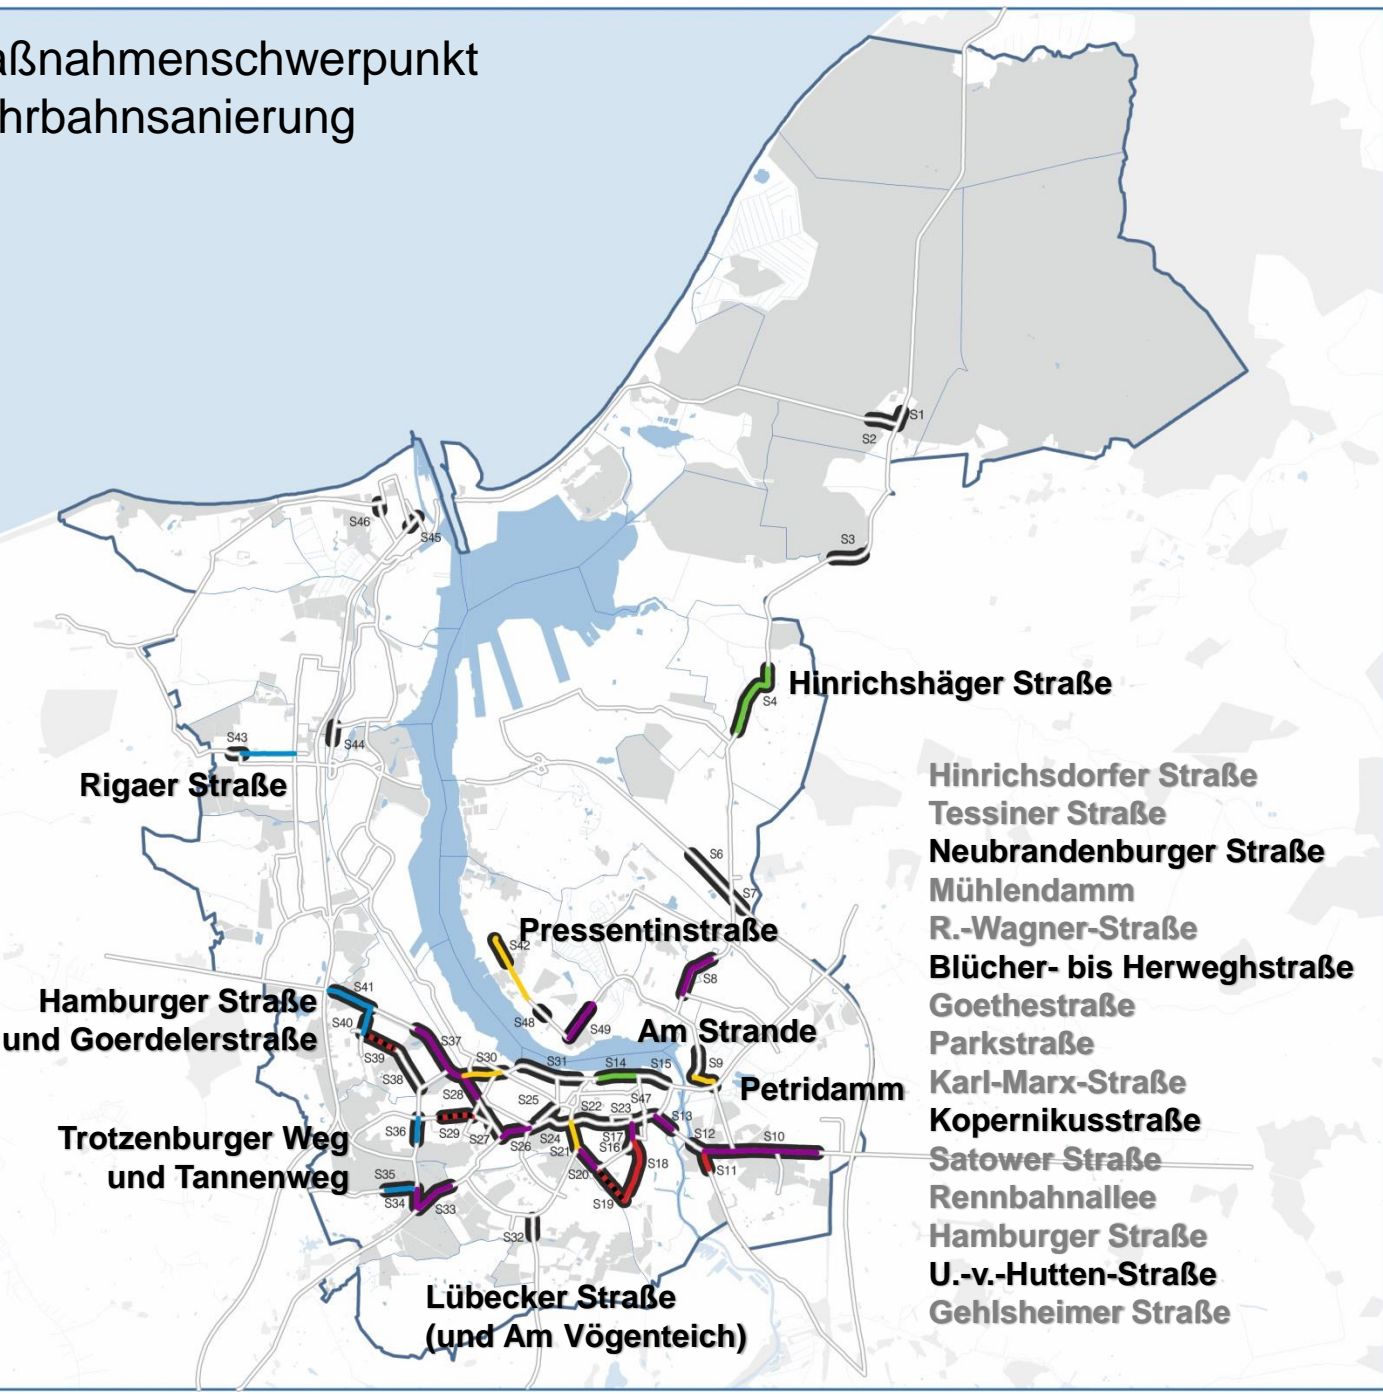 aßnahmenschwerpunkt
hrbahnsanierung
S1
S2
S46
S45
S3
Hinrichshäger Straße
S4
S43
S44
Rigaer Straße
Hinrichsdorfer Straße
Tessiner Straße
Neubrandenburger Straße
Mühlendamm
R.-Wagner-Straße
Blücher- bis Herweghstraße
Goethestraße
Parkstraße
Karl-Marx-Straße
Kopernikusstraße
Satower Straße
Rennbahnallee
Hamburger Straße
U.-v.-Hutten-Straße
Gehlsheimer Straße
S6
S7
Pressentinstraße
S42
S8
Hamburger Straße
und Goerdelerstraße
S41
S40
S39
S38
S37
S48
S49
Am Strande
S30
S31
S14
S15
S9
Petridamm
S28
S25
S22
S23
S47
S13
S36
S29
S27
S26
S24
S21
S17
S16
S12
S10
S11
Trotzenburger Weg
und Tannenweg
S35
S34
S33
S20
S19
S18
S32
Lübecker Straße
(und Am Vögenteich)